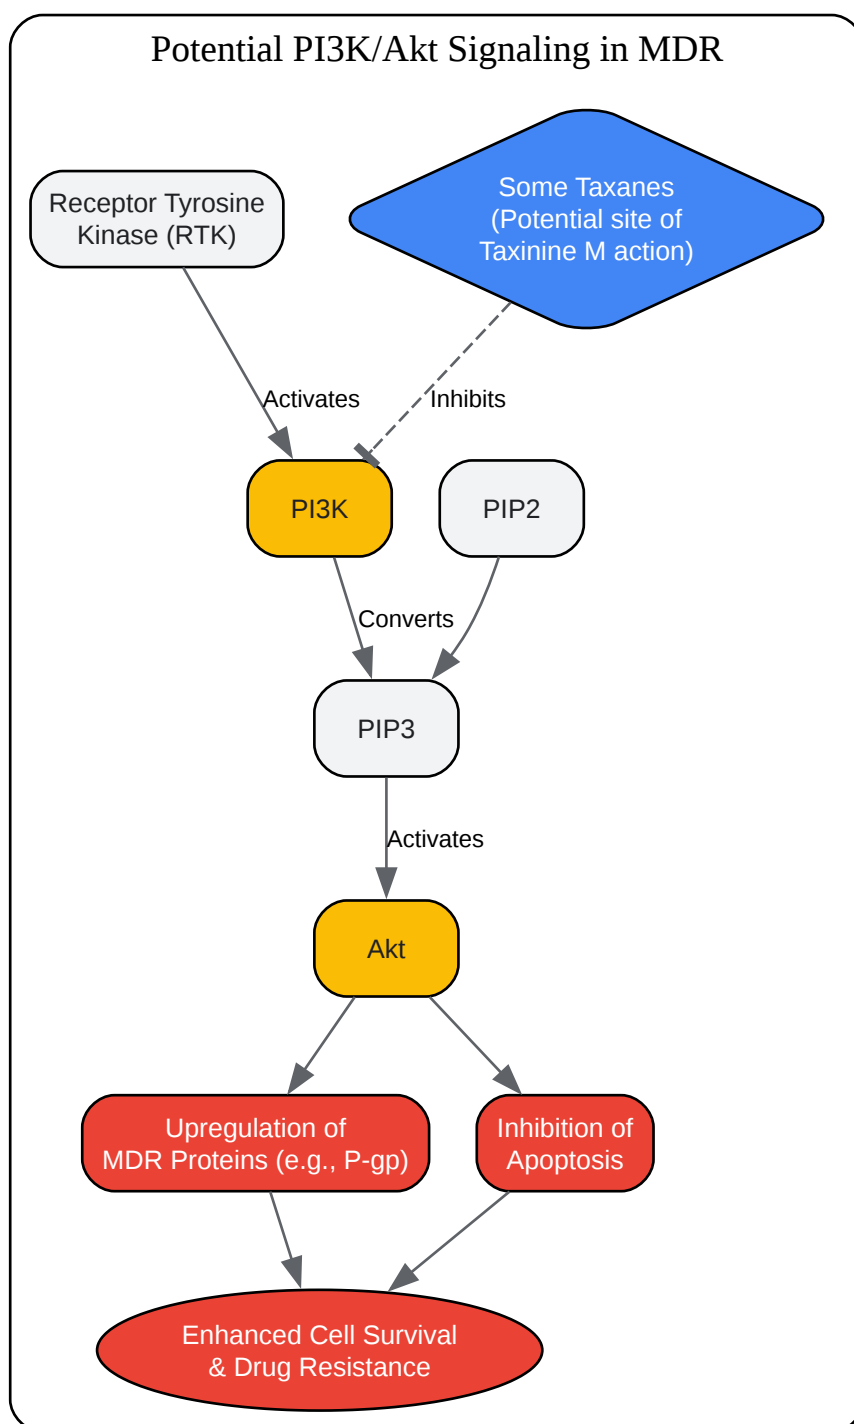 Potential PI3K/Akt Signaling in MDR
Receptor Tyrosine
Kinase (RTK)
Some Taxanes
(Potential site of
Taxinine M action)
Activates
Inhibits
PI3K
PIP2
Converts
PIP3
Activates
Akt
Upregulation of
MDR Proteins (e.g., P-gp)
Inhibition of
Apoptosis
Enhanced Cell Survival
& Drug Resistance